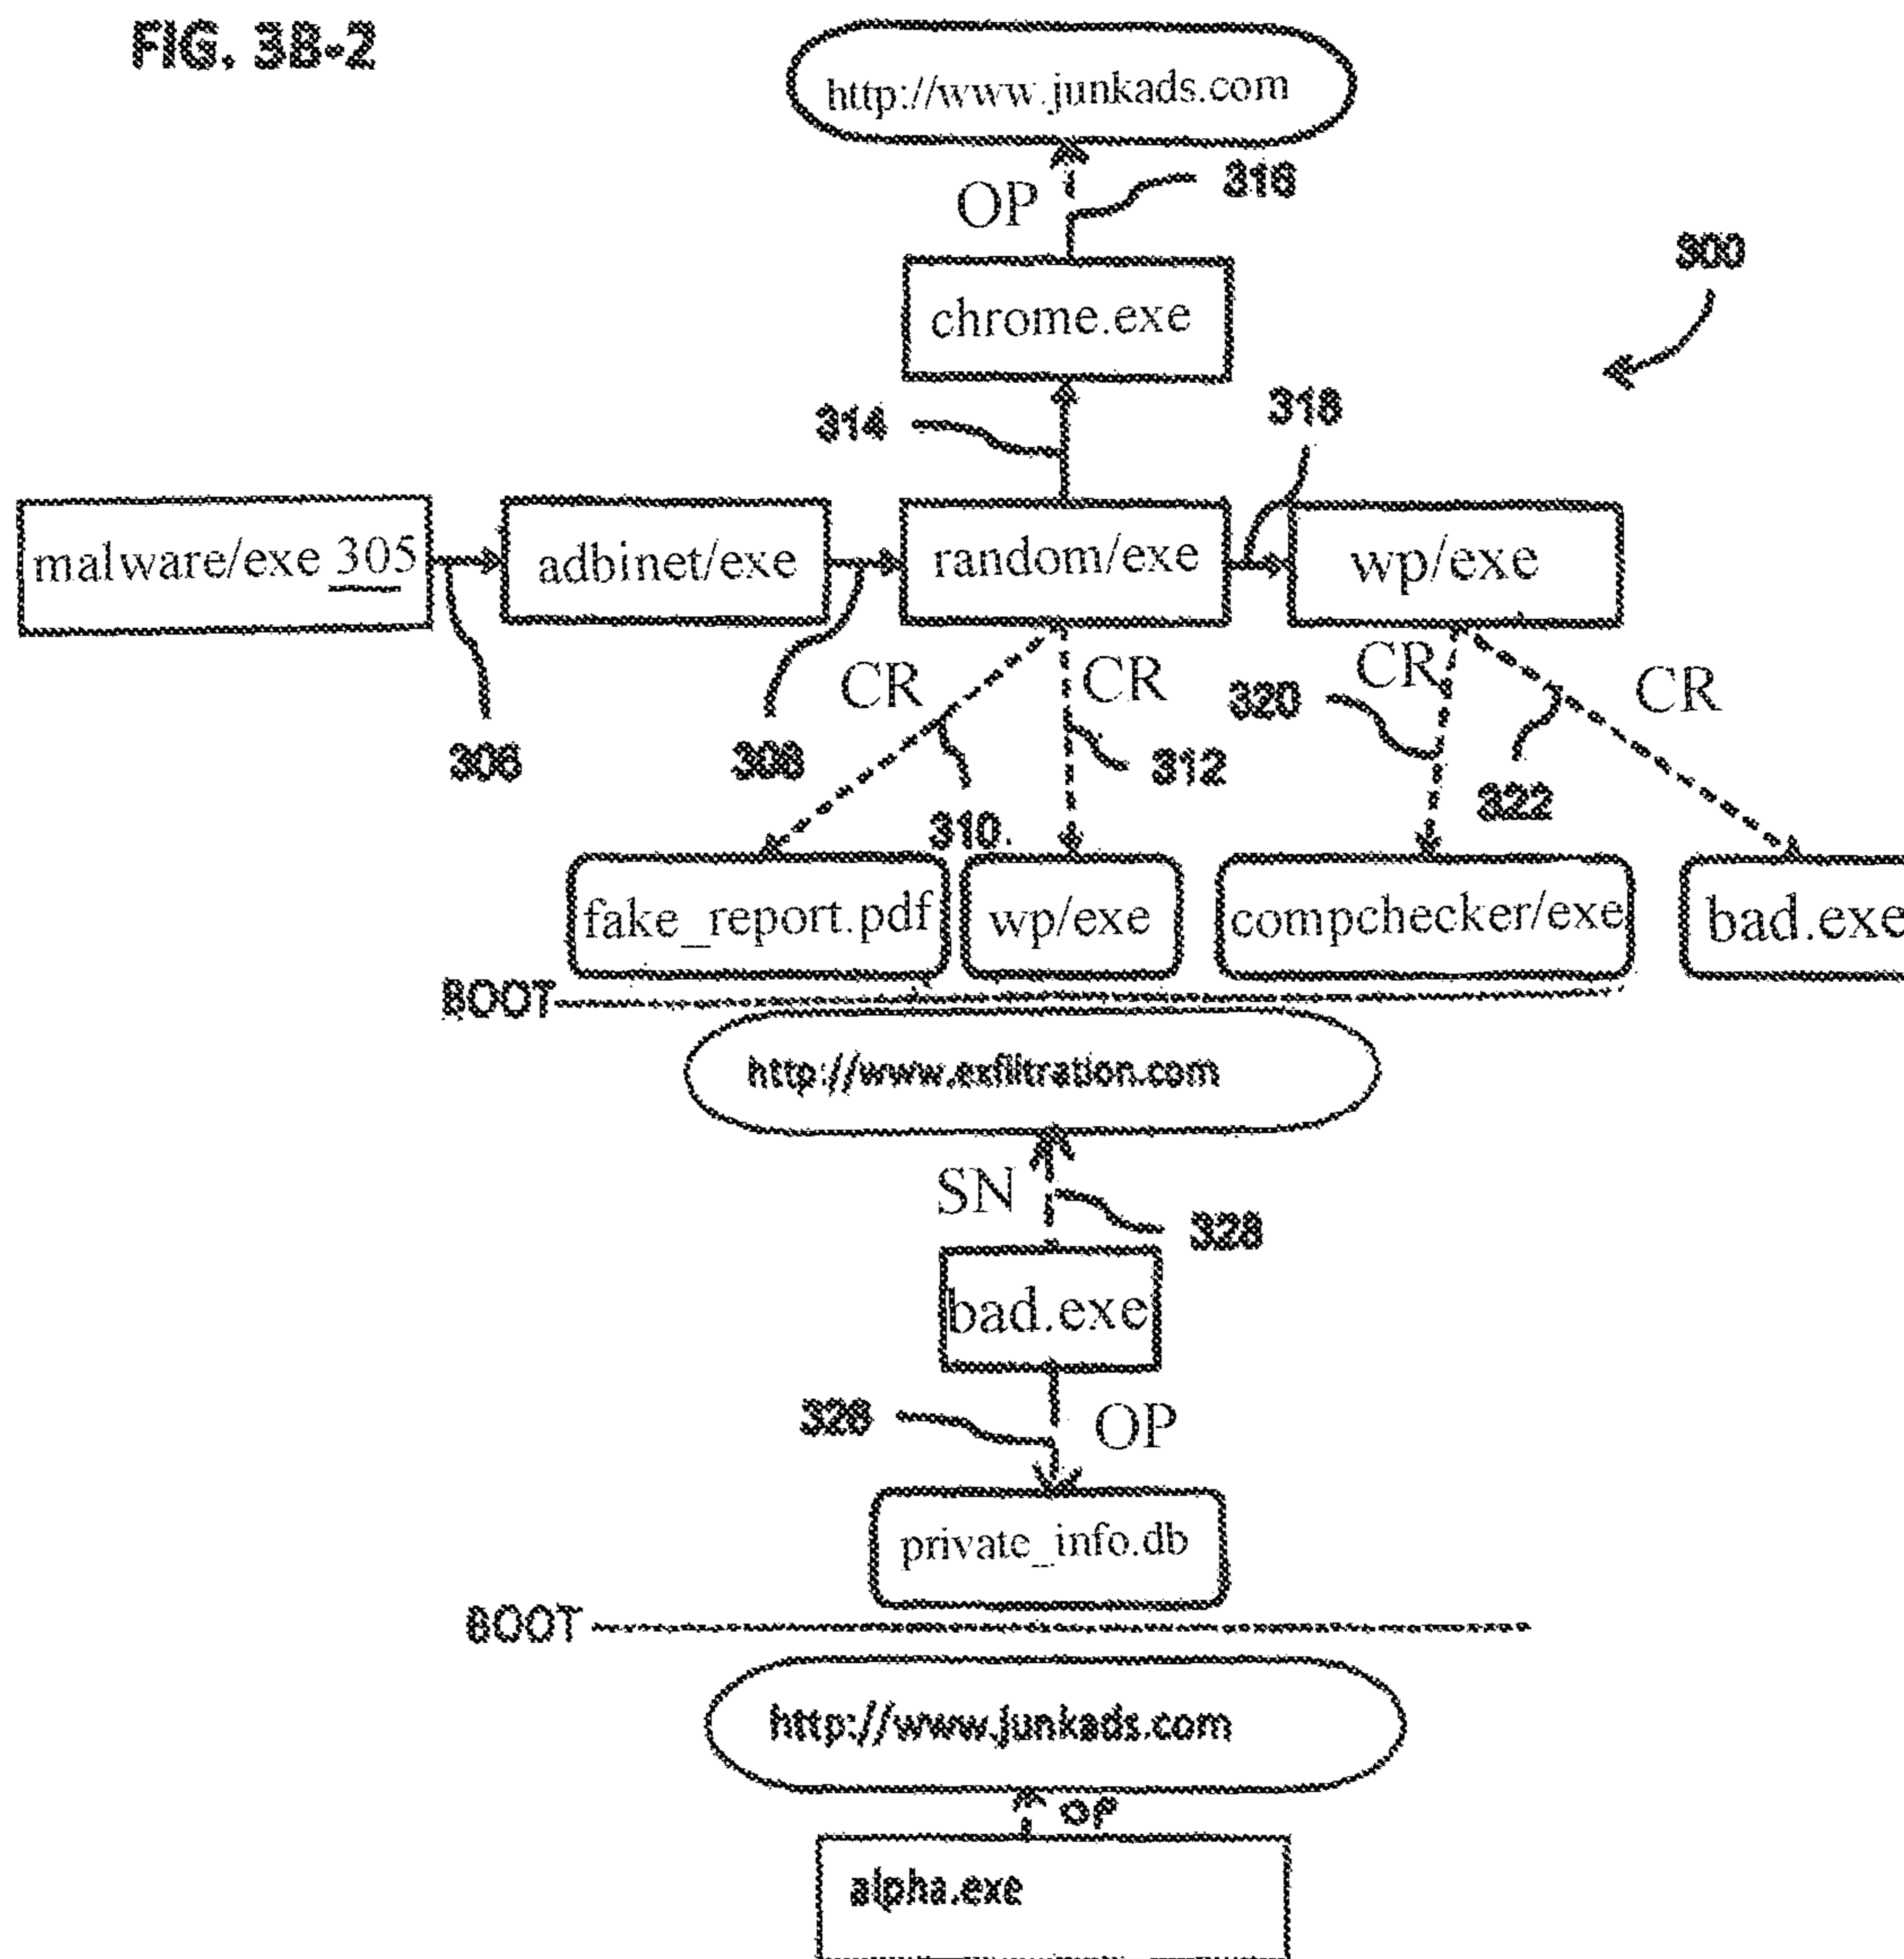 FIG. 3B-2
http://www.junkads.com
OP
316
300
chrome.exe
314
318
malware/exe 305
adbinet/exe
random/exe
wp/exe
CR
CR
CR
CR
306
308
310.
312
320
322
fake_report.pdf
wp/exe
compchecker/exe
bad.exe
BOOT
http://www.exfiltration.com
SN
328
bad.exe
326
OP
private_info.db
BOOT
http://www.junkads.com
OP
alpha.exe